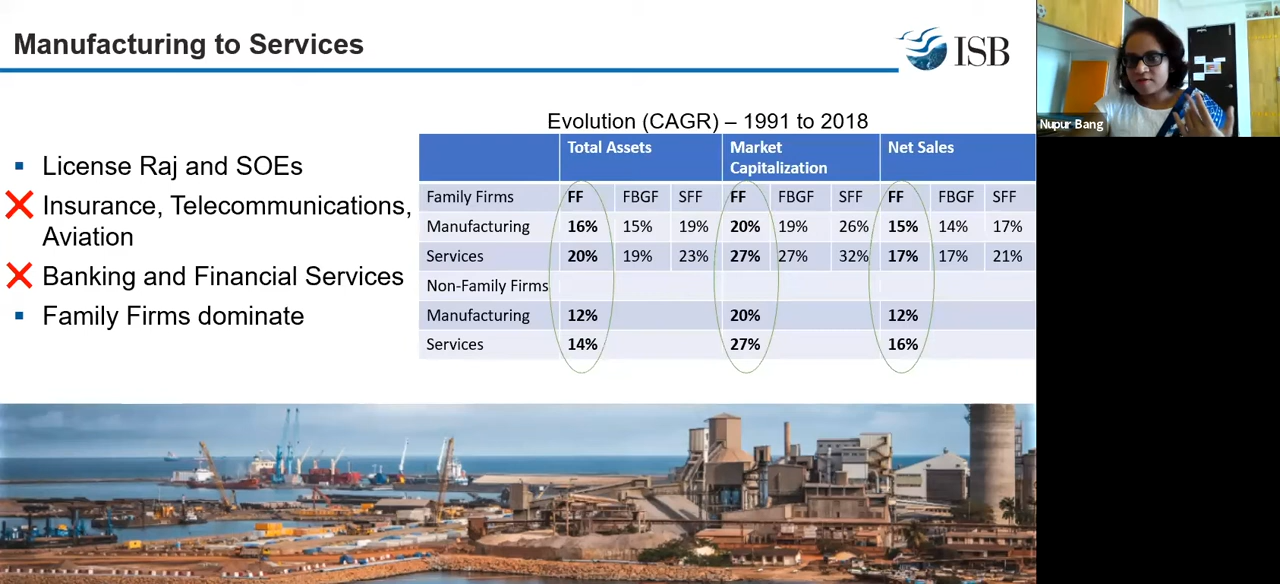 Manufacturing to Services
ISB
Nupur Bang
License Raj and SOEs
Insurance, Telecommunications,
Aviation
Banking and Financial Services
Family Firms dominate
Evolution (CAGR) – 1991 to 2018
Total Assets Market Capitalization Net Sales
Family Firms FF FBGF SFF FF FBGF SFF FF FBGF SFF
Manufacturing 16% 15% 19% 20% 19% 26% 15% 14% 17%
Services 20% 19% 23% 27% 27% 32% 17% 17% 21%
Non-Family Firms
Manufacturing 12% 20% 12%
Services 14% 27% 16%